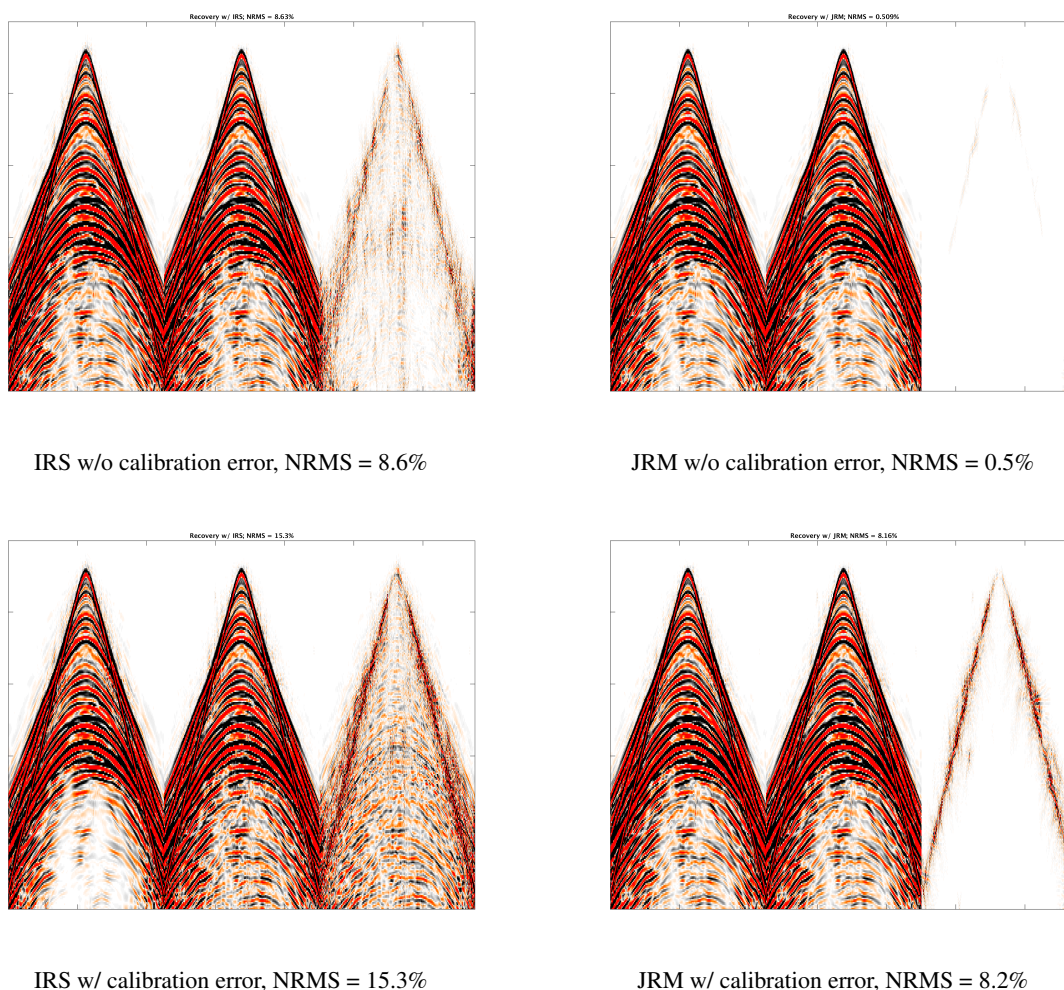 Recovery w/ IRS; NRMS = 8.63%
Recovery w/ JRM; NRMS = 0.509%
IRS w/o calibration error, NRMS = 8.6%
JRM w/o calibration error, NRMS = 0.5%
Recovery w/ IRS; NRMS = 15.3%
Recovery w/ JRM; NRMS = 8.16%
IRS w/ calibration error, NRMS = 15.3%
JRM w/ calibration error, NRMS = 8.2%